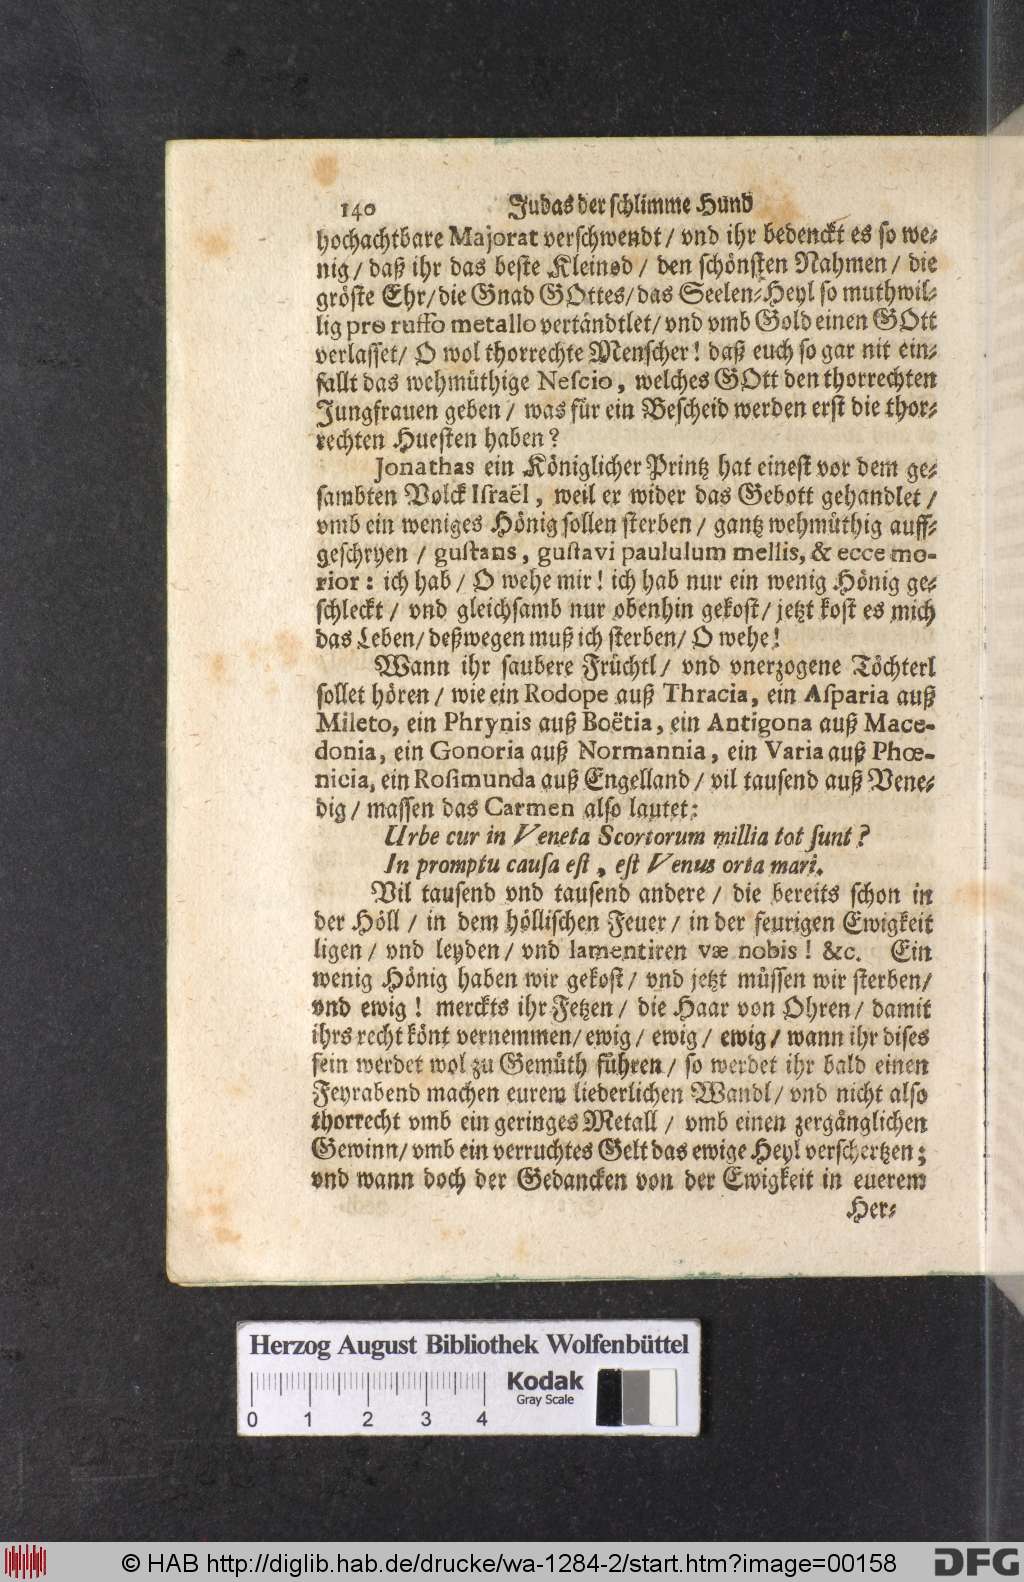 140 Judas der schlimme Hund
hochachtbare Majorat verschwendt / vnd ihr bedenckt es so we-
nig / daß ihr das beste Kleinod / den schönsten Nahmen / die
gröste Ehr / die Gnad GOttes / das Seelen-Heyl so muthwil-
lig pro ruffo metallo vertändtlet / vnd vmb Gold einen GOtt
verlasset / O wol thorrechte Menscher! daß euch so gar nit ein-
fallt das wehmüthige Nescio, welches GOtt den thorrechten
Jungfrauen geben / was für ein Bescheid werden erst die thor-
rechten Huesten haben?
Jonathas ein Königlicher Printz hat einest vor dem ge-
sambten Volck Israël, weil er wider das Gebott gehandlet /
vmb ein weniges Hönig sollen sterben / gantz wehmüthig auff-
geschryen / gustans, gustavi paululum mellis, & ecce mo-
rior: ich hab / O wehe mir! ich hab nur ein wenig Hönig ge-
schleckt / vnd gleichsamb nur obenhin gekost / jetzt kost es mich
das Leben / deßwegen muß ich sterben / O wehe!
Wann ihr saubere Früchtl / vnd vnerzogene Töchterl
sollet hören / wie ein Rodope auß Thracia, ein Asparia auß
Mileto, ein Phrynis auß Boëtia, ein Antigona auß Mace-
donia, ein Gonoria auß Normannia, ein Varia auß Phœ-
nicia, ein Rosimunda auß Engelland / vil tausend auß Vene-
dig / massen das Carmen also lautet:
Urbe cur in Veneta Scortorum millia tot sunt?
In promptu causa est, est Venus orta mari.
Vil tausend vnd tausend andere / die bereits schon in
der Höll / in dem höllischen Feuer / in der feurigen Ewigkeit
ligen / vnd leyden / vnd lamentiren væ nobis! &c. Ein
wenig Hönig haben wir gekost / vnd jetzt müssen wir sterben /
vnd ewig! merckts ihr Fetzen / die Haar von Ohren / damit
ihrs recht könt vernemmen / ewig / ewig / ewig / wann ihr dises
fein werdet wol zu Gemüth führen / so werdet ihr bald einen
Feyrabend machen eurem liederlichen Wandl / vnd nicht also
thorrecht vmb ein geringes Metall / vmb einen zergänglichen
Gewinn / vmb ein verruchtes Gelt das ewige Heyl verschertzen;
vnd wann doch der Gedancken von der Ewigkeit in euerem
Her-
Herzog August Bibliothek Wolfenbüttel
Kodak
Gray Scale
0 1 2 3 4
© HAB http://diglib.hab.de/drucke/wa-1284-2/start.htm?image=00158
DFG